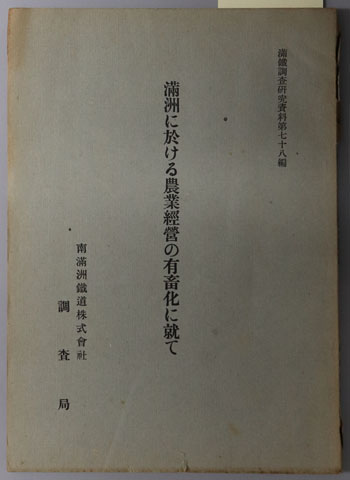 滿鐵調査硏究資料第七十八編
滿洲に於ける農業經營の有畜化に就て
南滿洲鐵道株式會社
調査局